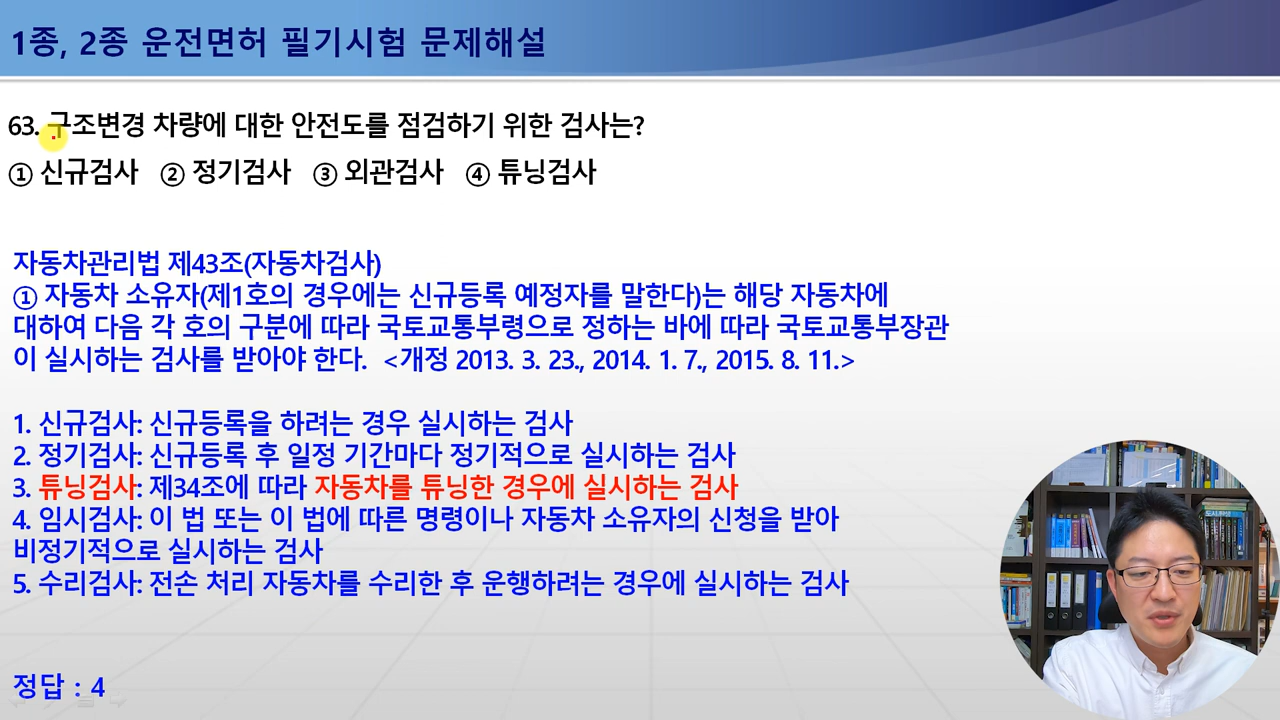 1종, 2종 운전면허 필기시험 문제해설
63. 구조변경 차량에 대한 안전도를 점검하기 위한 검사는?
① 신규검사 ② 정기검사 ③ 외관검사 ④ 튜닝검사
자동차관리법 제43조(자동차검사)
① 자동차 소유자(제1호의 경우에는 신규등록 예정자를 말한다)는 해당 자동차에
대하여 다음 각 호의 구분에 따라 국토교통부령으로 정하는 바에 따라 국토교통부장관
이 실시하는 검사를 받아야 한다. <개정 2013. 3. 23., 2014. 1. 7., 2015. 8. 11.>
1. 신규검사: 신규등록을 하려는 경우 실시하는 검사
2. 정기검사: 신규등록 후 일정 기간마다 정기적으로 실시하는 검사
3. 튜닝검사: 제34조에 따라 자동차를 튜닝한 경우에 실시하는 검사
4. 임시검사: 이 법 또는 이 법에 따른 명령이나 자동차 소유자의 신청을 받아
비정기적으로 실시하는 검사
5. 수리검사: 전손 처리 자동차를 수리한 후 운행하려는 경우에 실시하는 검사
정답 : 4